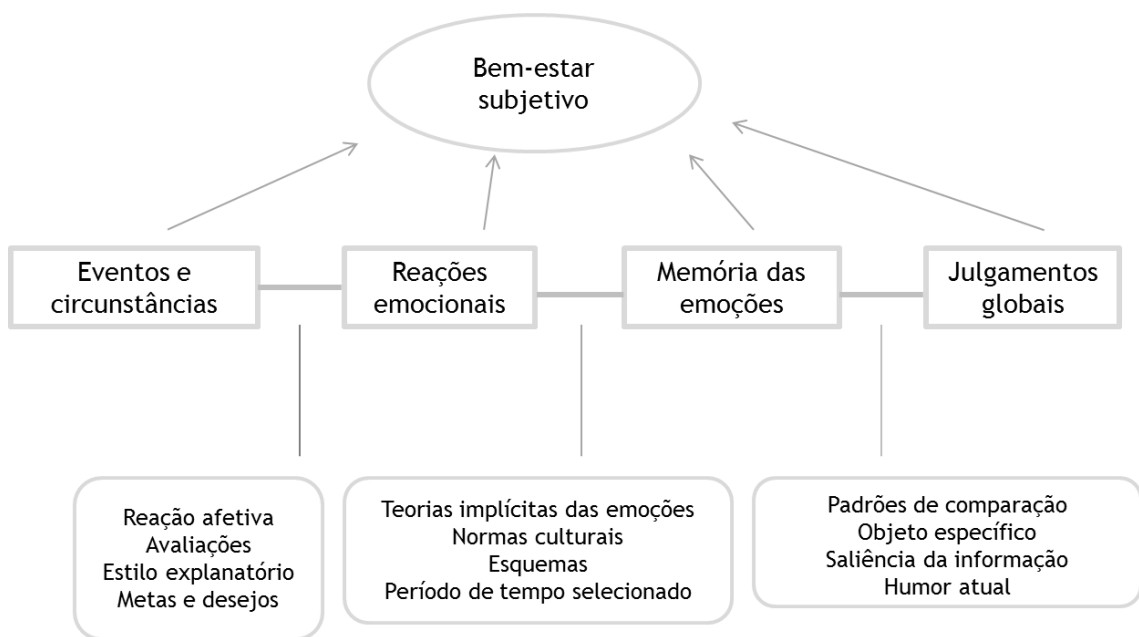 Bem-estar
subjetivo
Eventos e
circunstâncias
Reações
emocionais
Memória das
emoções
Julgamentos
globais
Reação afetiva
Avaliações
Estilo explanatório
Metas e desejos
Teorias implícitas das emoções
Normas culturais
Esquemas
Período de tempo selecionado
Padrões de comparação
Objeto específico
Saliência da informação
Humor atual